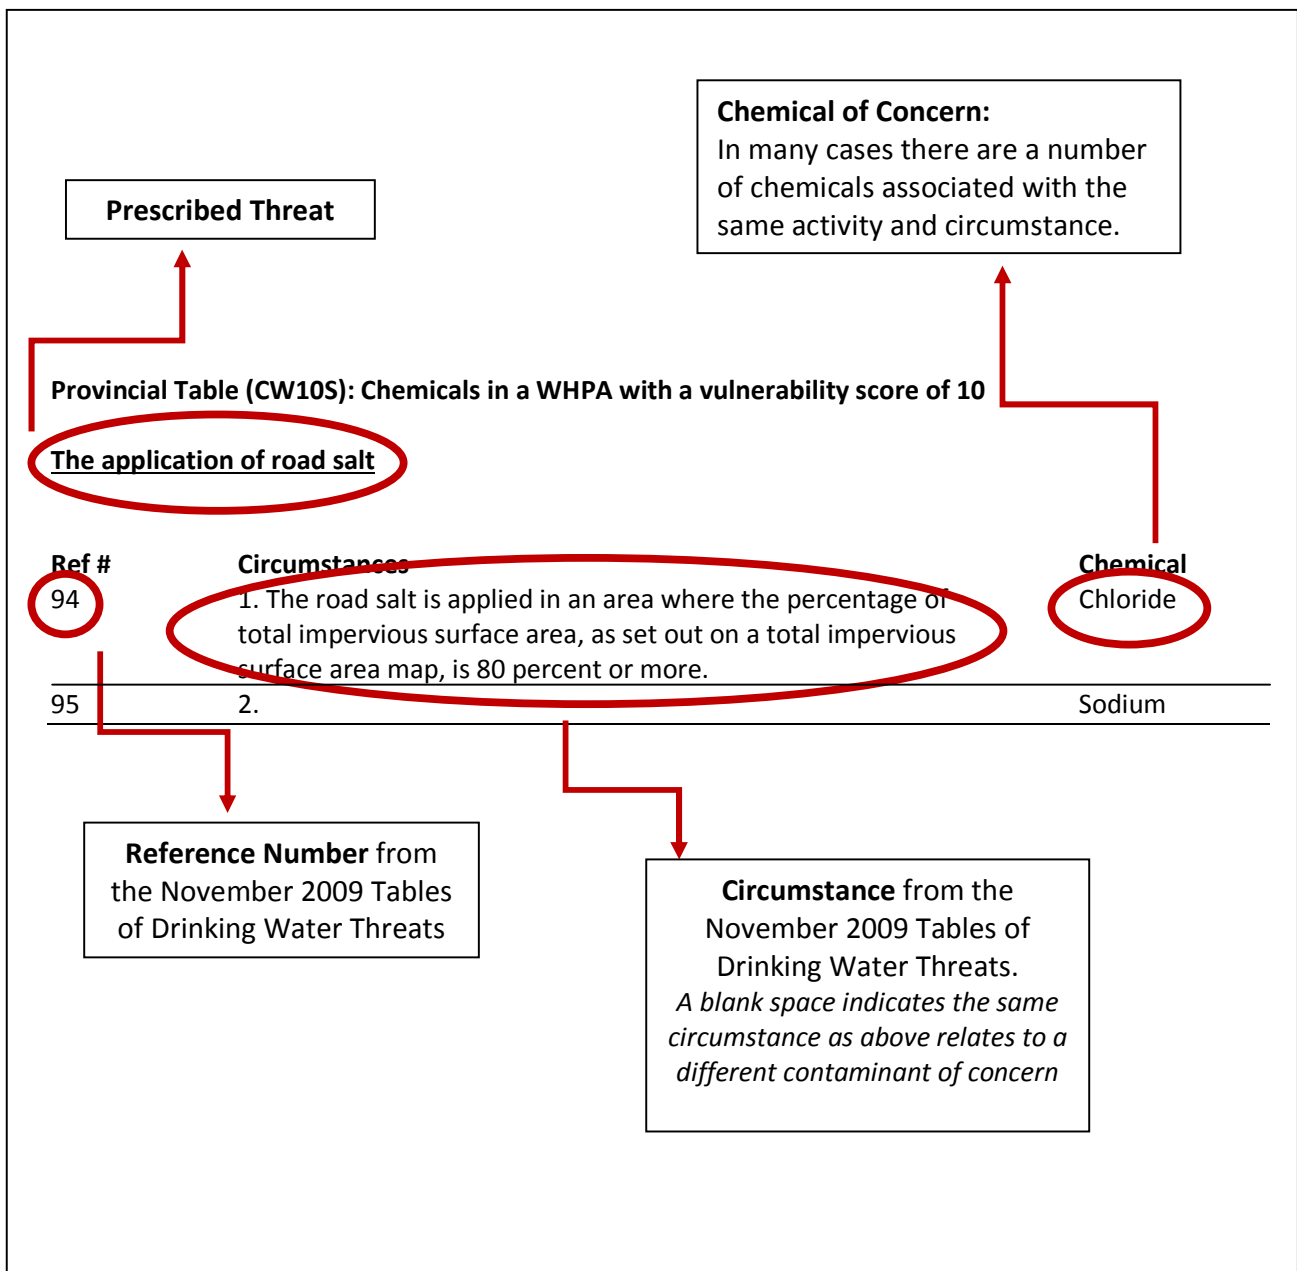 Chemical of Concern:
In many cases there are a number
of chemicals associated with the
same activity and circumstance.
Prescribed Threat
Provincial Table (CW10S): Chemicals in a WHPA with a vulnerability score of 10
The application of road salt
Ref # Circumstances Chemical
94 1. The road salt is applied in an area where the percentage of Chloride
total impervious surface area, as set out on a total impervious
surface area map, is 80 percent or more.
95 2. Sodium
Reference Number from
the November 2009 Tables
of Drinking Water Threats
Circumstance from the
November 2009 Tables of
Drinking Water Threats.
A blank space indicates the same
circumstance as above relates to a
different contaminant of concern